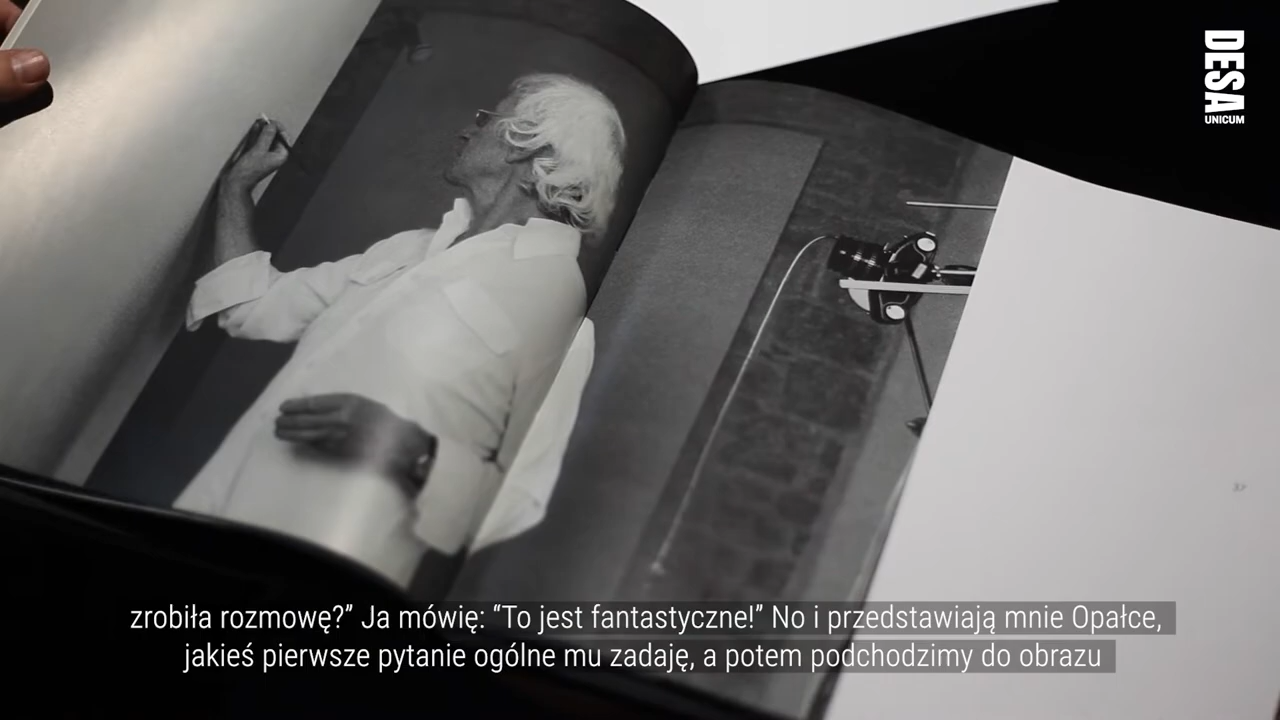 DESA
UNICUM
37
zrobiła rozmowę?” Ja mówię: “To jest fantastyczne!” No i przedstawiają mnie Opałce,
jakieś pierwsze pytanie ogólne mu zadaję, a potem podchodzimy do obrazu